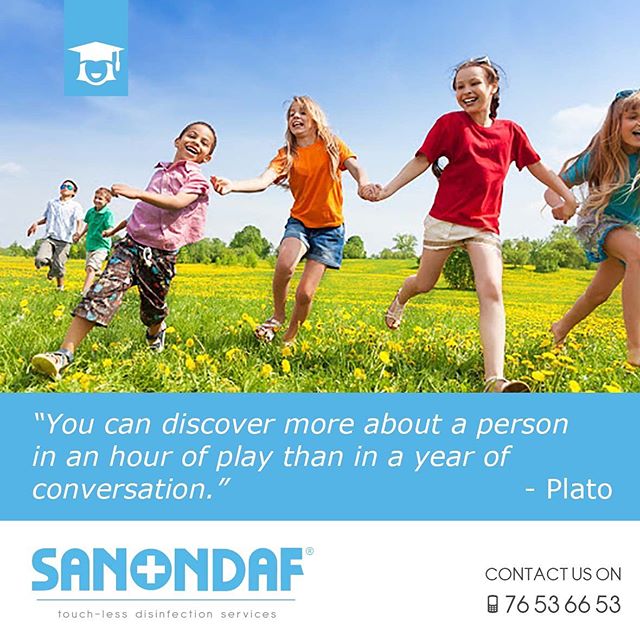 “You can discover more about a person
in an hour of play than in a year of
conversation.” - Plato
SANONDAF®
touch-less disinfection services
CONTACT US ON
76 53 66 53